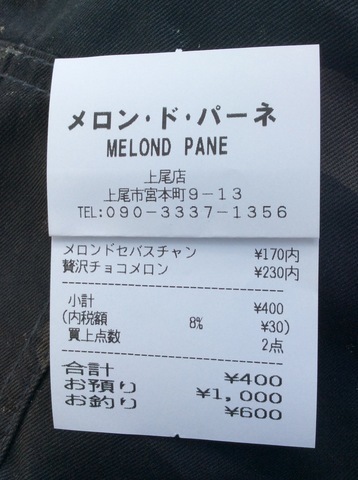 メロン・ド・パーネ
MELOND PANE
上尾店
上尾市宮本町9-13
TEL:090-3337-1356
メロンドセバスチャン ¥170内
贅沢チョコメロン ¥230内
小計 ¥400
(内税額 8% ¥30)
買上点数 2点
合計 ¥400
お預り ¥1,000
お釣り ¥600